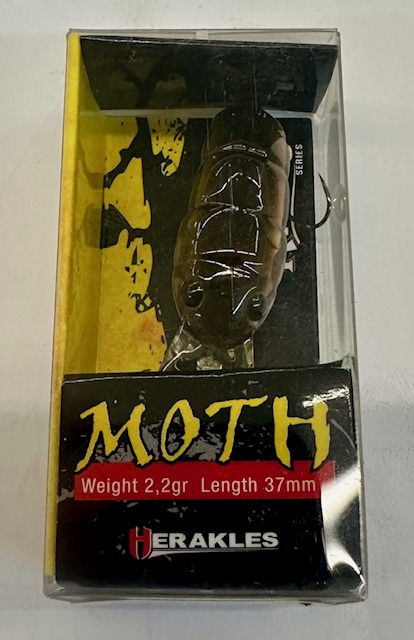 SERIES
MOTH
Weight 2,2gr Length 37mm
HERAKLES